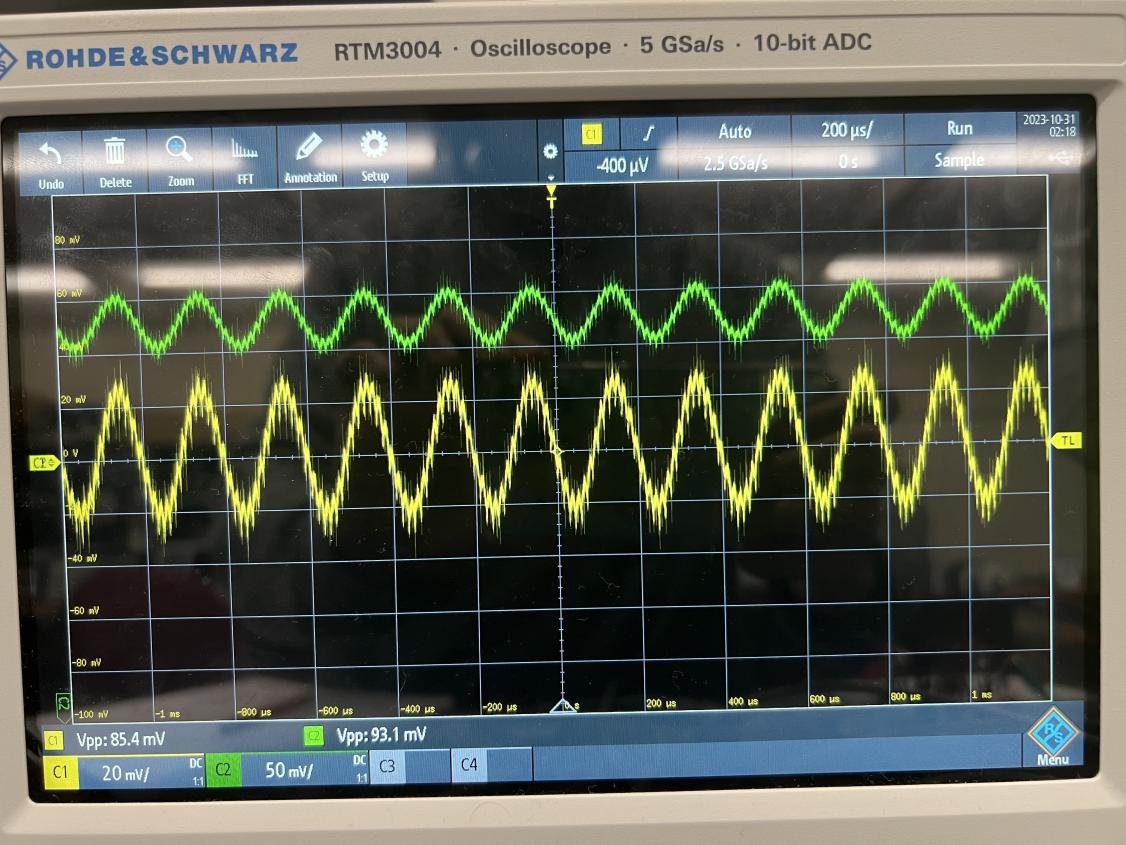 ROHDE&SCHWARZ RTM3004 · Oscilloscope · 5 GSa/s · 10-bit ADC
Undo Delete Zoom FFT Annotation Setup
C1 Auto 200 µs/ Run 2023-10-31
02:18
-400 µV 2.5 GSa/s 0 s Sample
T
80 mV
60 mV
40 mV
20 mV
0 V
TL
-40 mV
-60 mV
-80 mV
-100 mV -1 ms -800 µs -600 µs -400 µs -200 µs 0 s 200 µs 400 µs 600 µs 800 µs 1 ms
C1 Vpp: 85.4 mV C2 Vpp: 93.1 mV
C1 20 mV/ DC 1:1 C2 50 mV/ DC 1:1 C3 C4
R/S
Menu